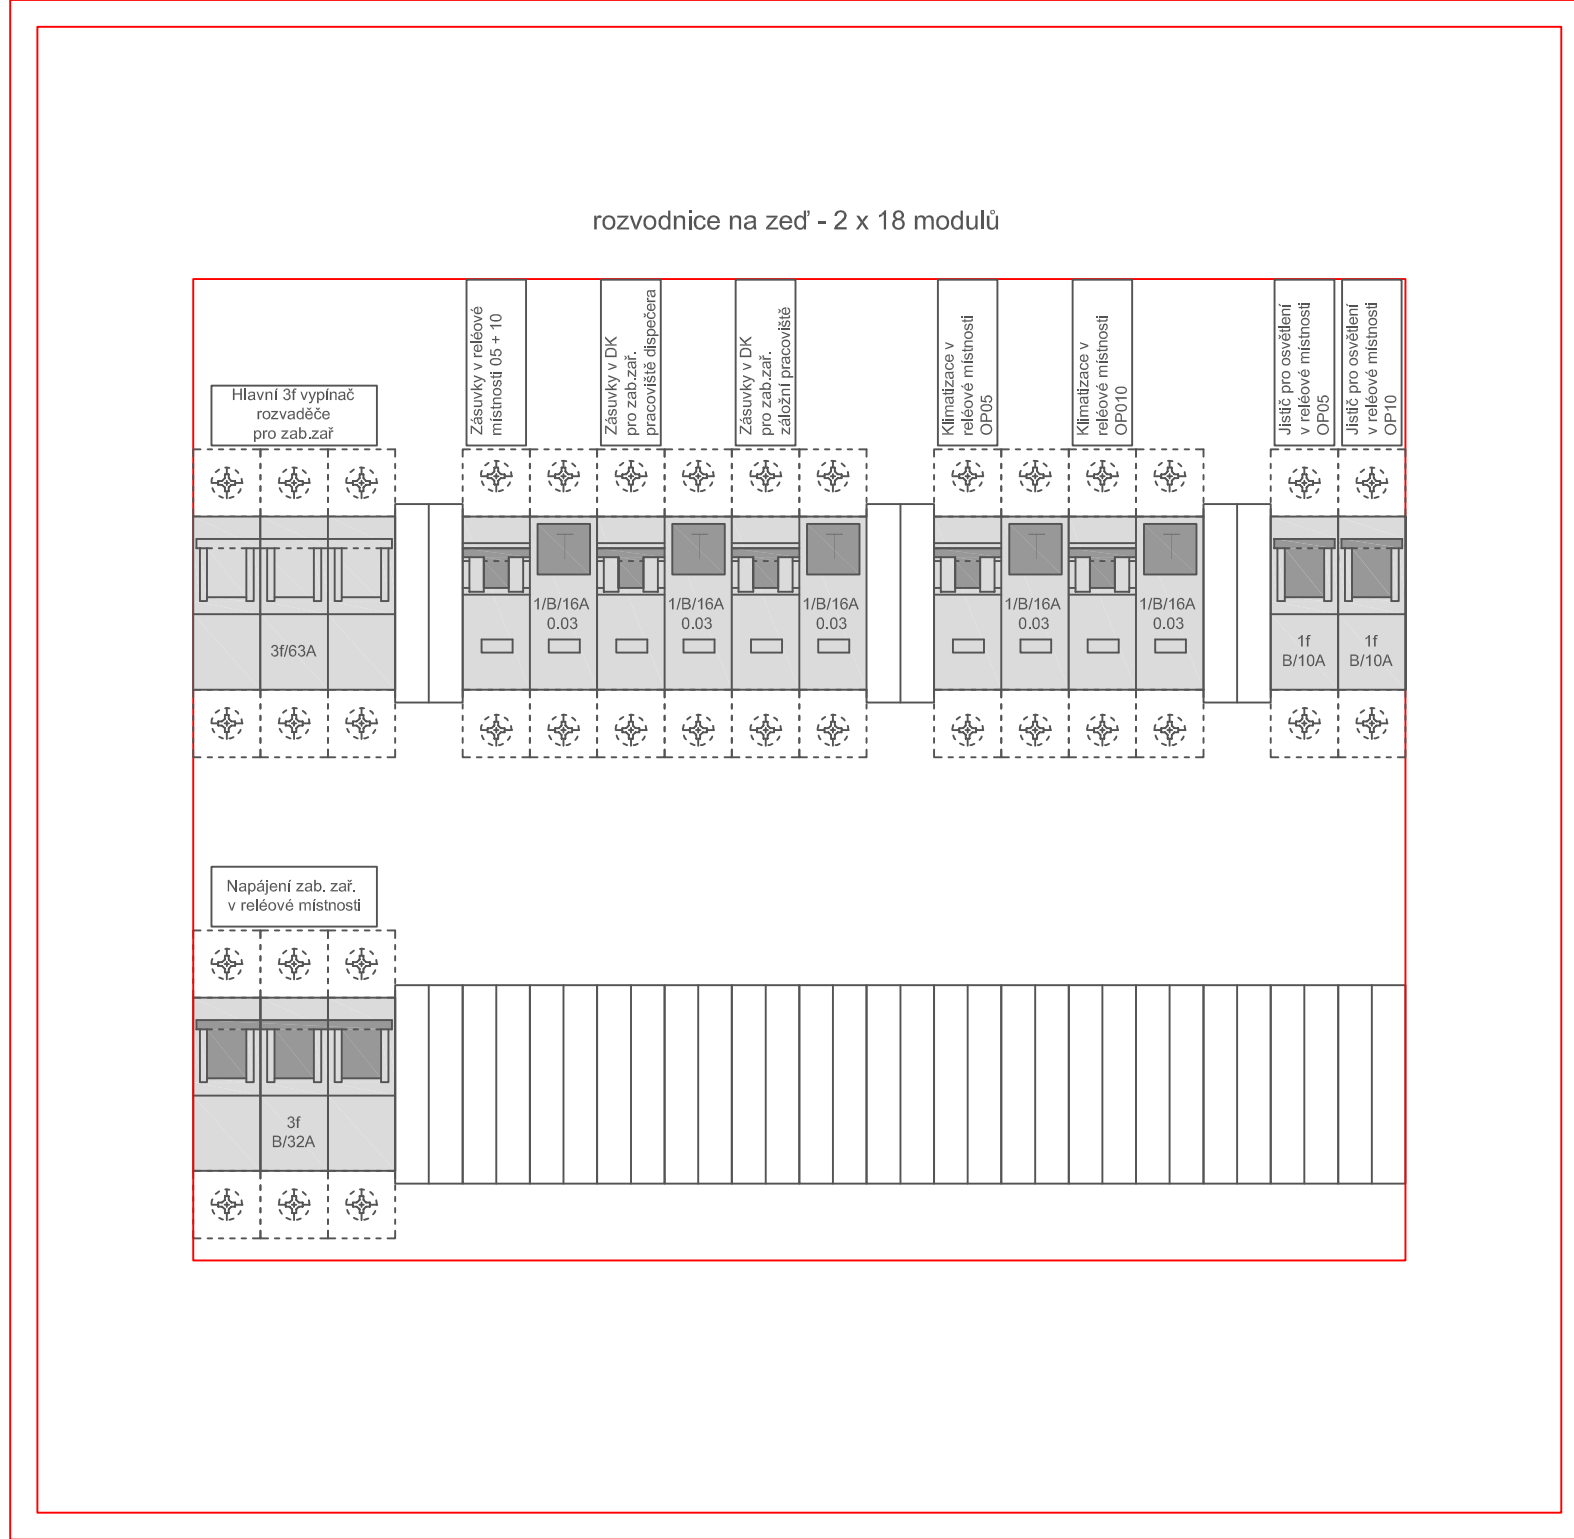 rozvodnice na zeď - 2 x 18 modulů
Hlavní 3f vypínač
rozvaděče
pro zab.zař
Zásuvky v reléové
místnosti 05 + 10
Zásuvky v DK
pro zab.zař.
pracoviště dispečera
Zásuvky v DK
pro zab.zař.
záložní pracoviště
Klimatizace v
reléové místnosti
OP05
Klimatizace v
reléové místnosti
OP010
Jistič pro osvětlení
v reléové místnosti
OP05
Jistič pro osvětlení
v reléové místnosti
OP10
3f/63A
T
1/B/16A
0.03
T
1/B/16A
0.03
T
1/B/16A
0.03
T
1/B/16A
0.03
T
1/B/16A
0.03
1f
B/10A
1f
B/10A
Napájení zab. zař.
v reléové místnosti
3f
B/32A